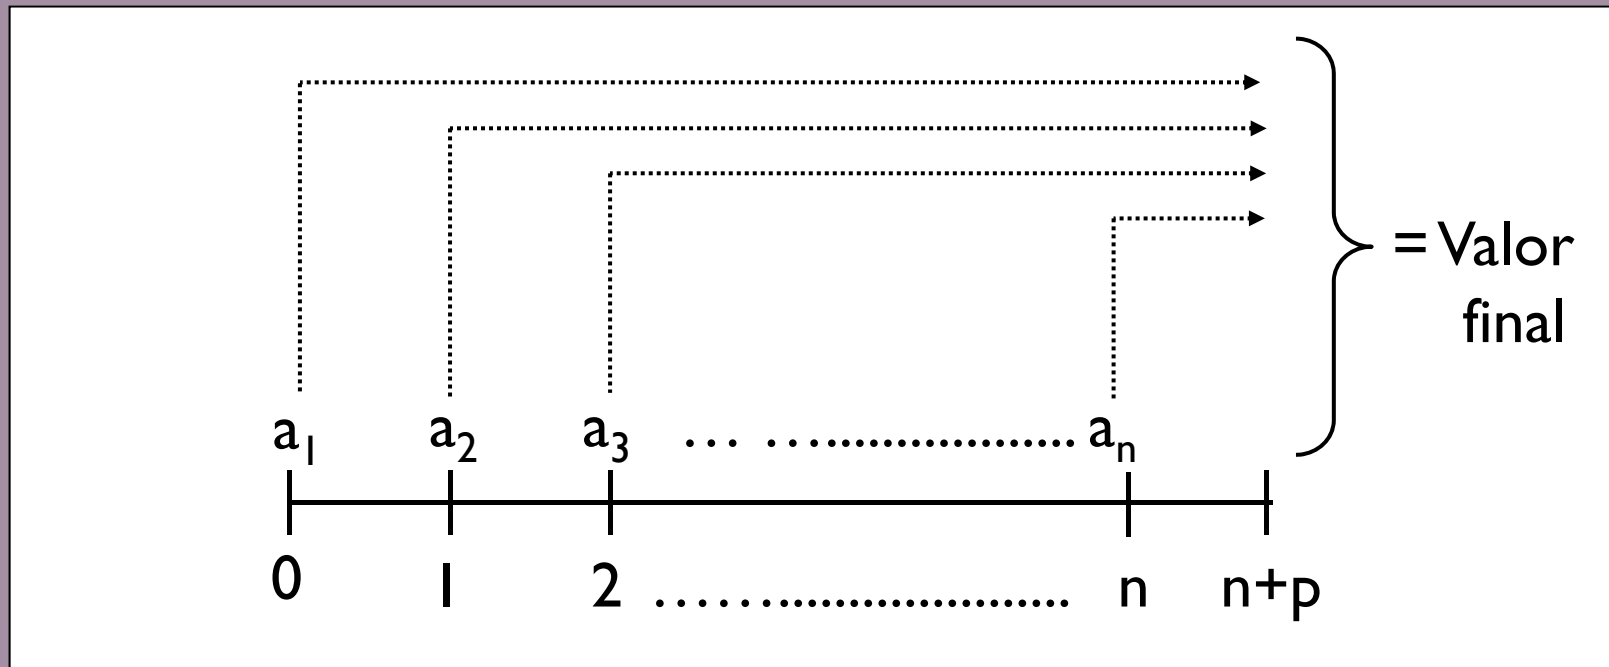 = Valor
final
a₁ a₂ a₃ ... ........................ aₙ
0 1 2 ............................ n n+p